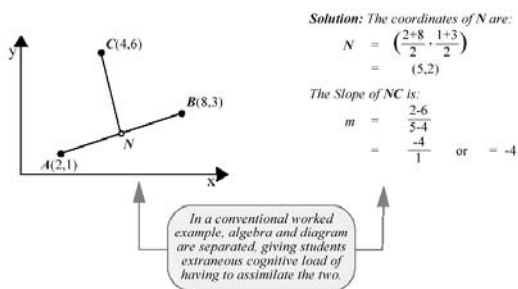 C(4,6)
y
B(8,3)
N
A(2,1)
x
Solution: The coordinates of N are:
N = (2+8/2 . 1+3/2)
= (5,2)
The Slope of NC is:
m = 2-6/5-4
= -4/1 or = -4
In a conventional worked
example, algebra and diagram
are separated, giving students
extraneous cognitive load of
having to assimilate the two.